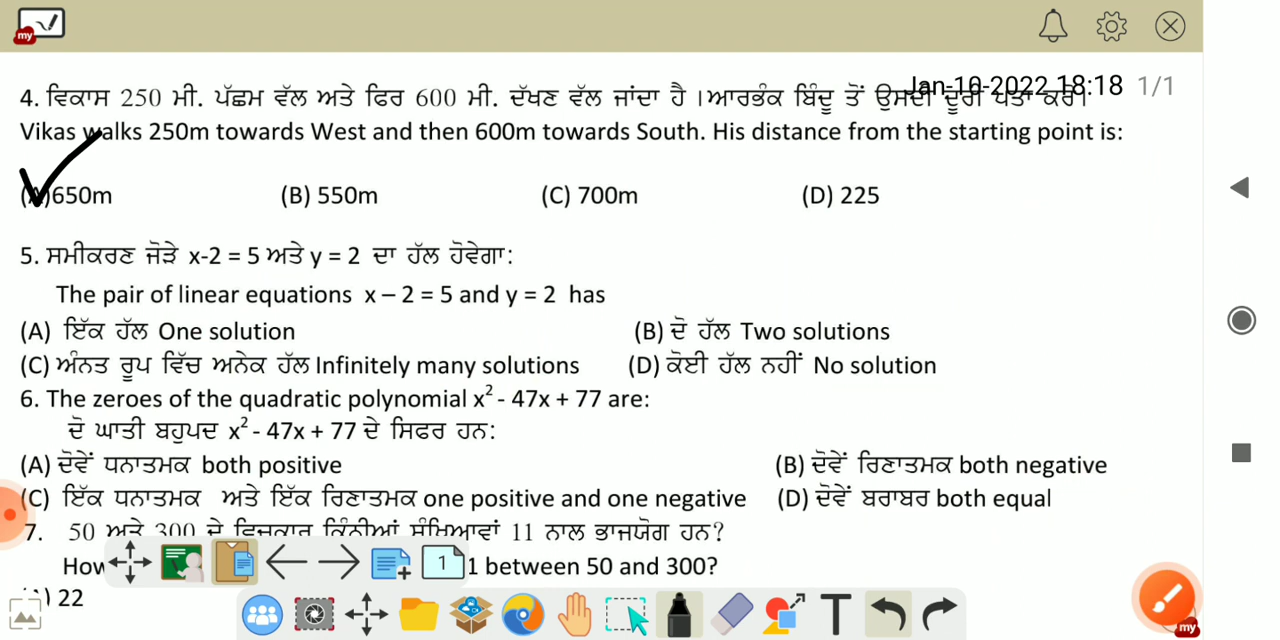 my
Jan-10-2022 18:18 1/1
4. ਵਿਕਾਸ 250 ਮੀ. ਪੱਛਮ ਵੱਲ ਅਤੇ ਫਿਰ 600 ਮੀ. ਦੱਖਣ ਵੱਲ ਜਾਂਦਾ ਹੈ ।ਆਰਭੰਕ ਬਿੰਦੂ ਤੋਂ ਉਸਦੀ ਦੂਰੀ ਪਤਾ ਕਰੋ।
Vikas walks 250m towards West and then 600m towards South. His distance from the starting point is:
(A)650m (B) 550m (C) 700m (D) 225
5. ਸਮੀਕਰਣ ਜੋੜੇ x-2 = 5 ਅਤੇ y = 2 ਦਾ ਹੱਲ ਹੋਵੇਗਾ:
The pair of linear equations x – 2 = 5 and y = 2 has
(A) ਇੱਕ ਹੱਲ One solution (B) ਦੋ ਹੱਲ Two solutions
(C) ਅੰਨਤ ਰੂਪ ਵਿੱਚ ਅਨੇਕ ਹੱਲ Infinitely many solutions (D) ਕੋਈ ਹੱਲ ਨਹੀਂ No solution
6. The zeroes of the quadratic polynomial x² - 47x + 77 are:
ਦੋ ਘਾਤੀ ਬਹੁਪਦ x² - 47x + 77 ਦੇ ਸਿਫਰ ਹਨ:
(A) ਦੋਵੇਂ ਧਨਾਤਮਕ both positive (B) ਦੋਵੇਂ ਰਿਣਾਤਮਕ both negative
(C) ਇੱਕ ਧਨਾਤਮਕ ਅਤੇ ਇੱਕ ਰਿਣਾਤਮਕ one positive and one negative (D) ਦੋਵੇਂ ਬਰਾਬਰ both equal
7. 50 ਅਤੇ 300 ਦੇ ਵਿਚਕਾਰ ਕਿੰਨੀਆਂ ਸੰਖਿਆਵਾਂ 11 ਨਾਲ ਭਾਜਯੋਗ ਹਨ?
1 between 50 and 300?
1
22
T
my